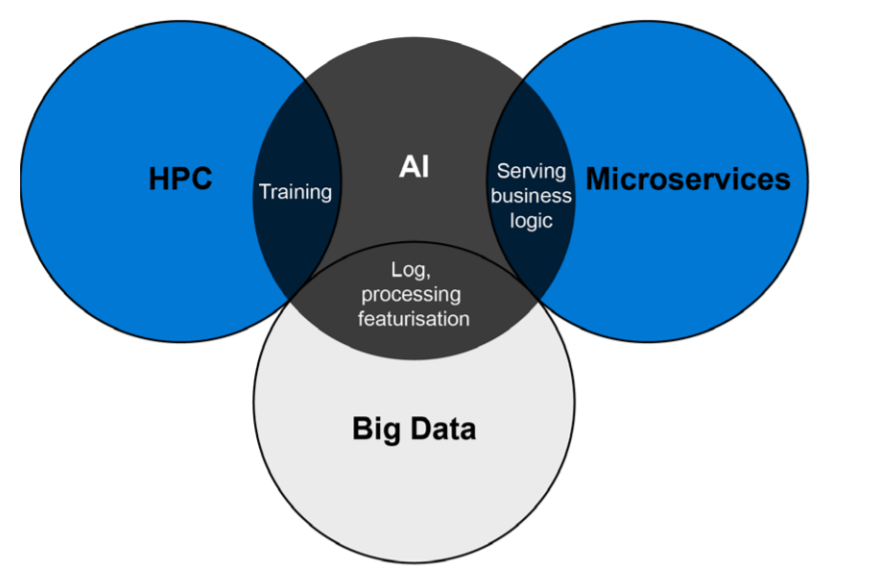 HPC
Training
AI
Serving
business
logic
Microservices
Log,
processing
featurisation
Big Data